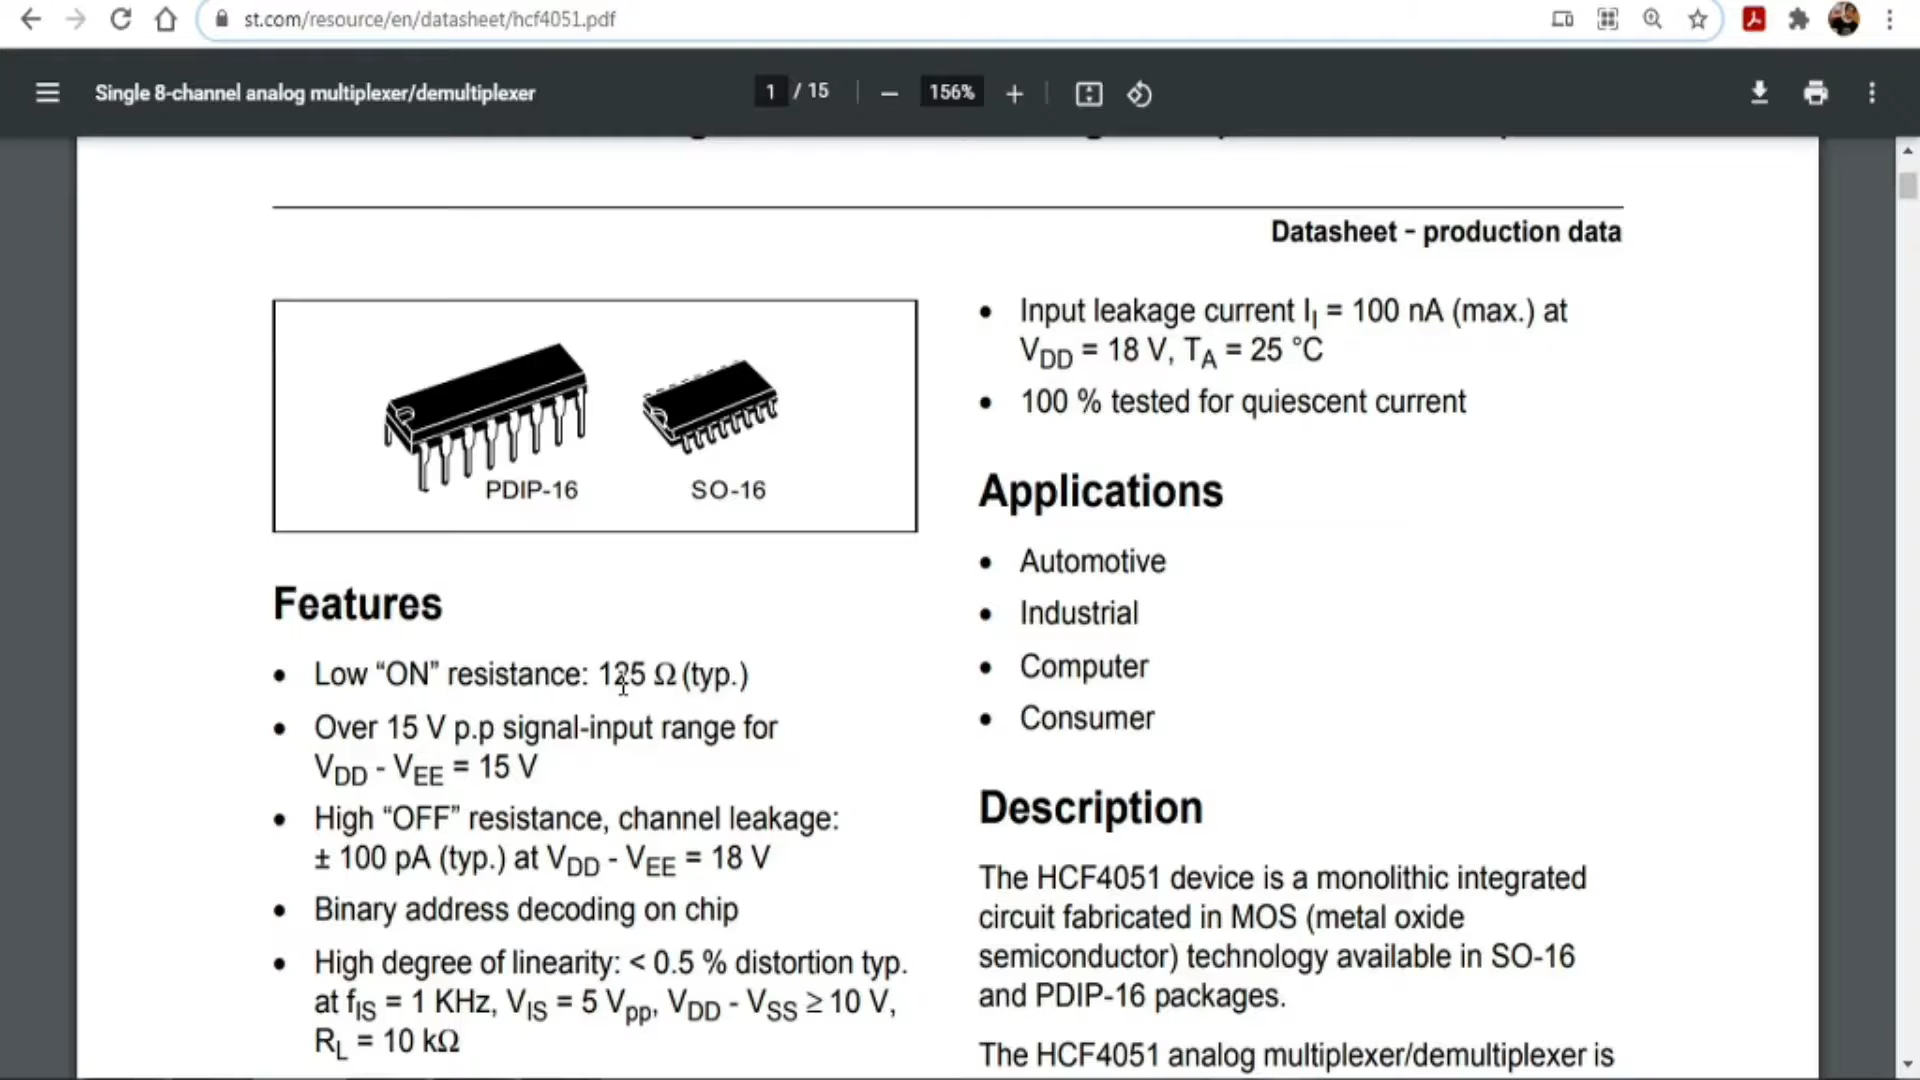 st.com/resource/en/datasheet/hcf4051.pdf
Single 8-channel analog multiplexer/demultiplexer
1 / 15
156%
Datasheet - production data
PDIP-16
SO-16
Features
• Low “ON” resistance: 125 Ω (typ.)
• Over 15 V p.p signal-input range for
VDD - VEE = 15 V
• High “OFF” resistance, channel leakage:
± 100 pA (typ.) at VDD - VEE = 18 V
• Binary address decoding on chip
• High degree of linearity: < 0.5 % distortion typ.
at fIS = 1 KHz, VIS = 5 Vpp, VDD - VSS ≥ 10 V,
RL = 10 kΩ
• Input leakage current II = 100 nA (max.) at
VDD = 18 V, TA = 25 °C
• 100 % tested for quiescent current
Applications
• Automotive
• Industrial
• Computer
• Consumer
Description
The HCF4051 device is a monolithic integrated
circuit fabricated in MOS (metal oxide
semiconductor) technology available in SO-16
and PDIP-16 packages.
The HCF4051 analog multiplexer/demultiplexer is